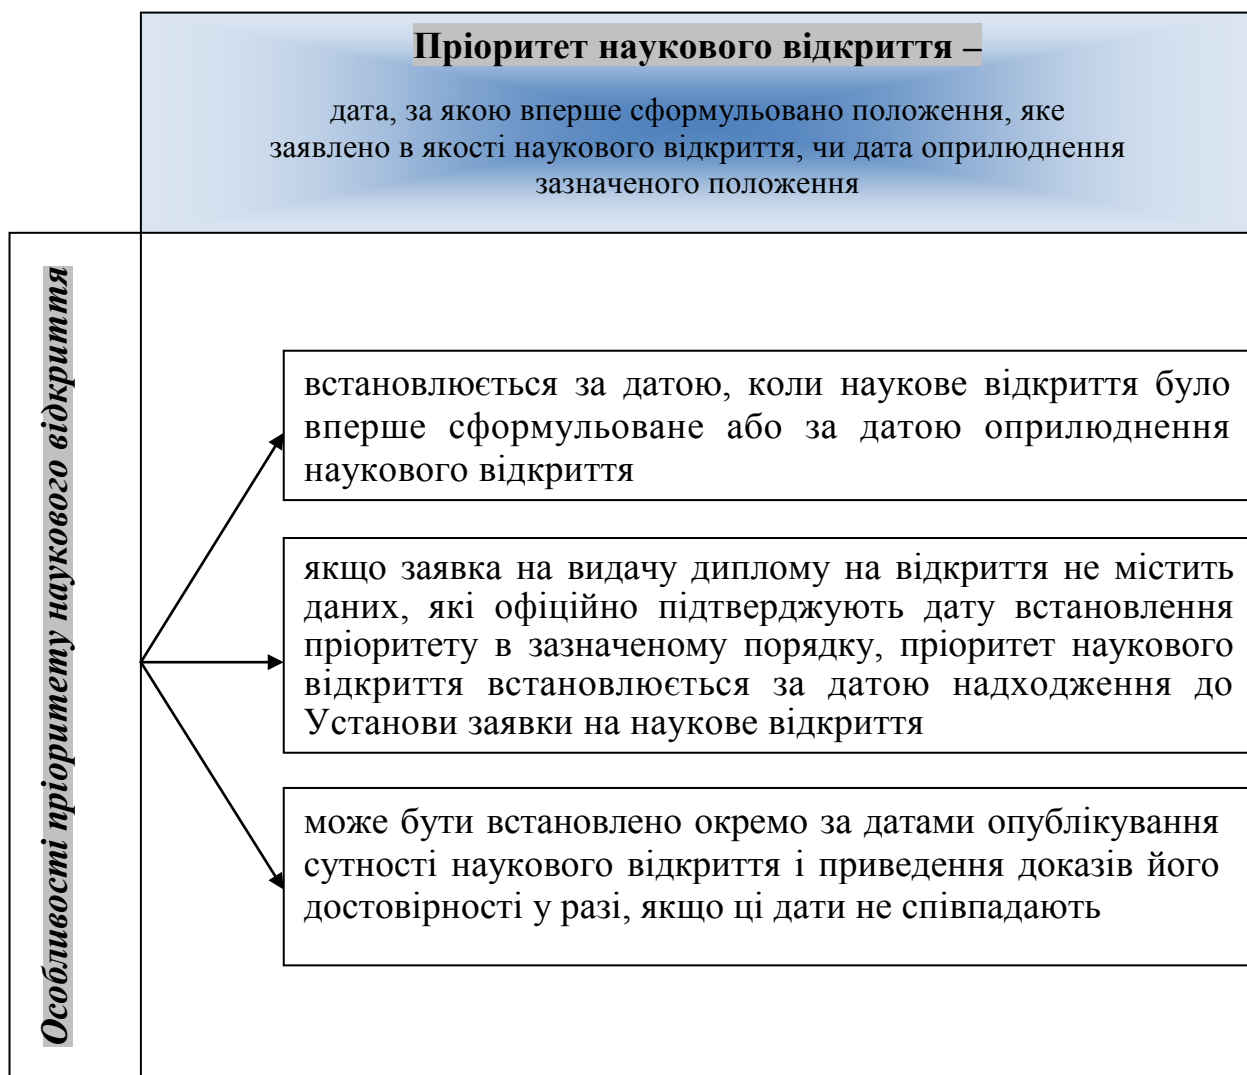 Пріоритет наукового відкриття –
дата, за якою вперше сформульовано положення, яке
заявлено в якості наукового відкриття, чи дата оприлюднення
зазначеного положення
Особливості пріоритету наукового відкриття
встановлюється за датою, коли наукове відкриття було
вперше сформульоване або за датою оприлюднення
наукового відкриття
якщо заявка на видачу диплому на відкриття не містить
даних, які офіційно підтверджують дату встановлення
пріоритету в зазначеному порядку, пріоритет наукового
відкриття встановлюється за датою надходження до
Установи заявки на наукове відкриття
може бути встановлено окремо за датами опублікування
сутності наукового відкриття і приведення доказів його
достовірності у разі, якщо ці дати не співпадають